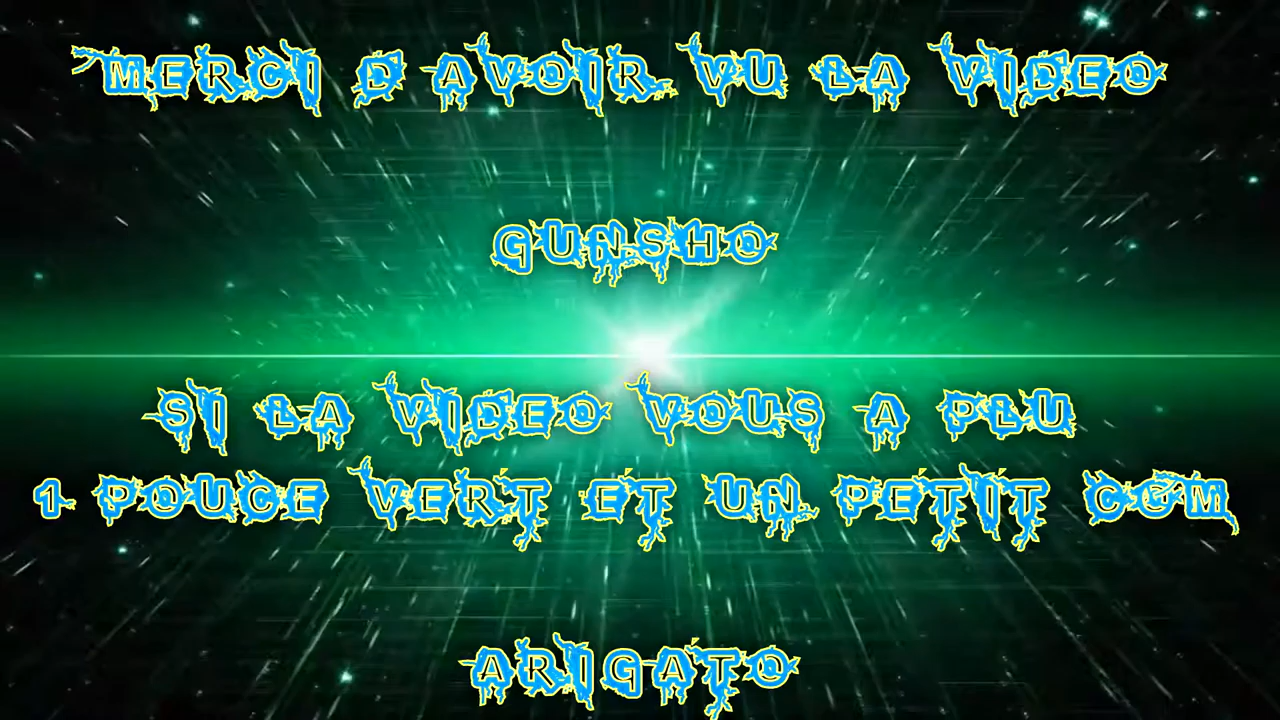 MERCI D AVOIR VU LA VIDEO
GUNSHO
SI LA VIDEO VOUS A PLU
1 POUCE VERT ET UN PETIT COM
ARIGATO